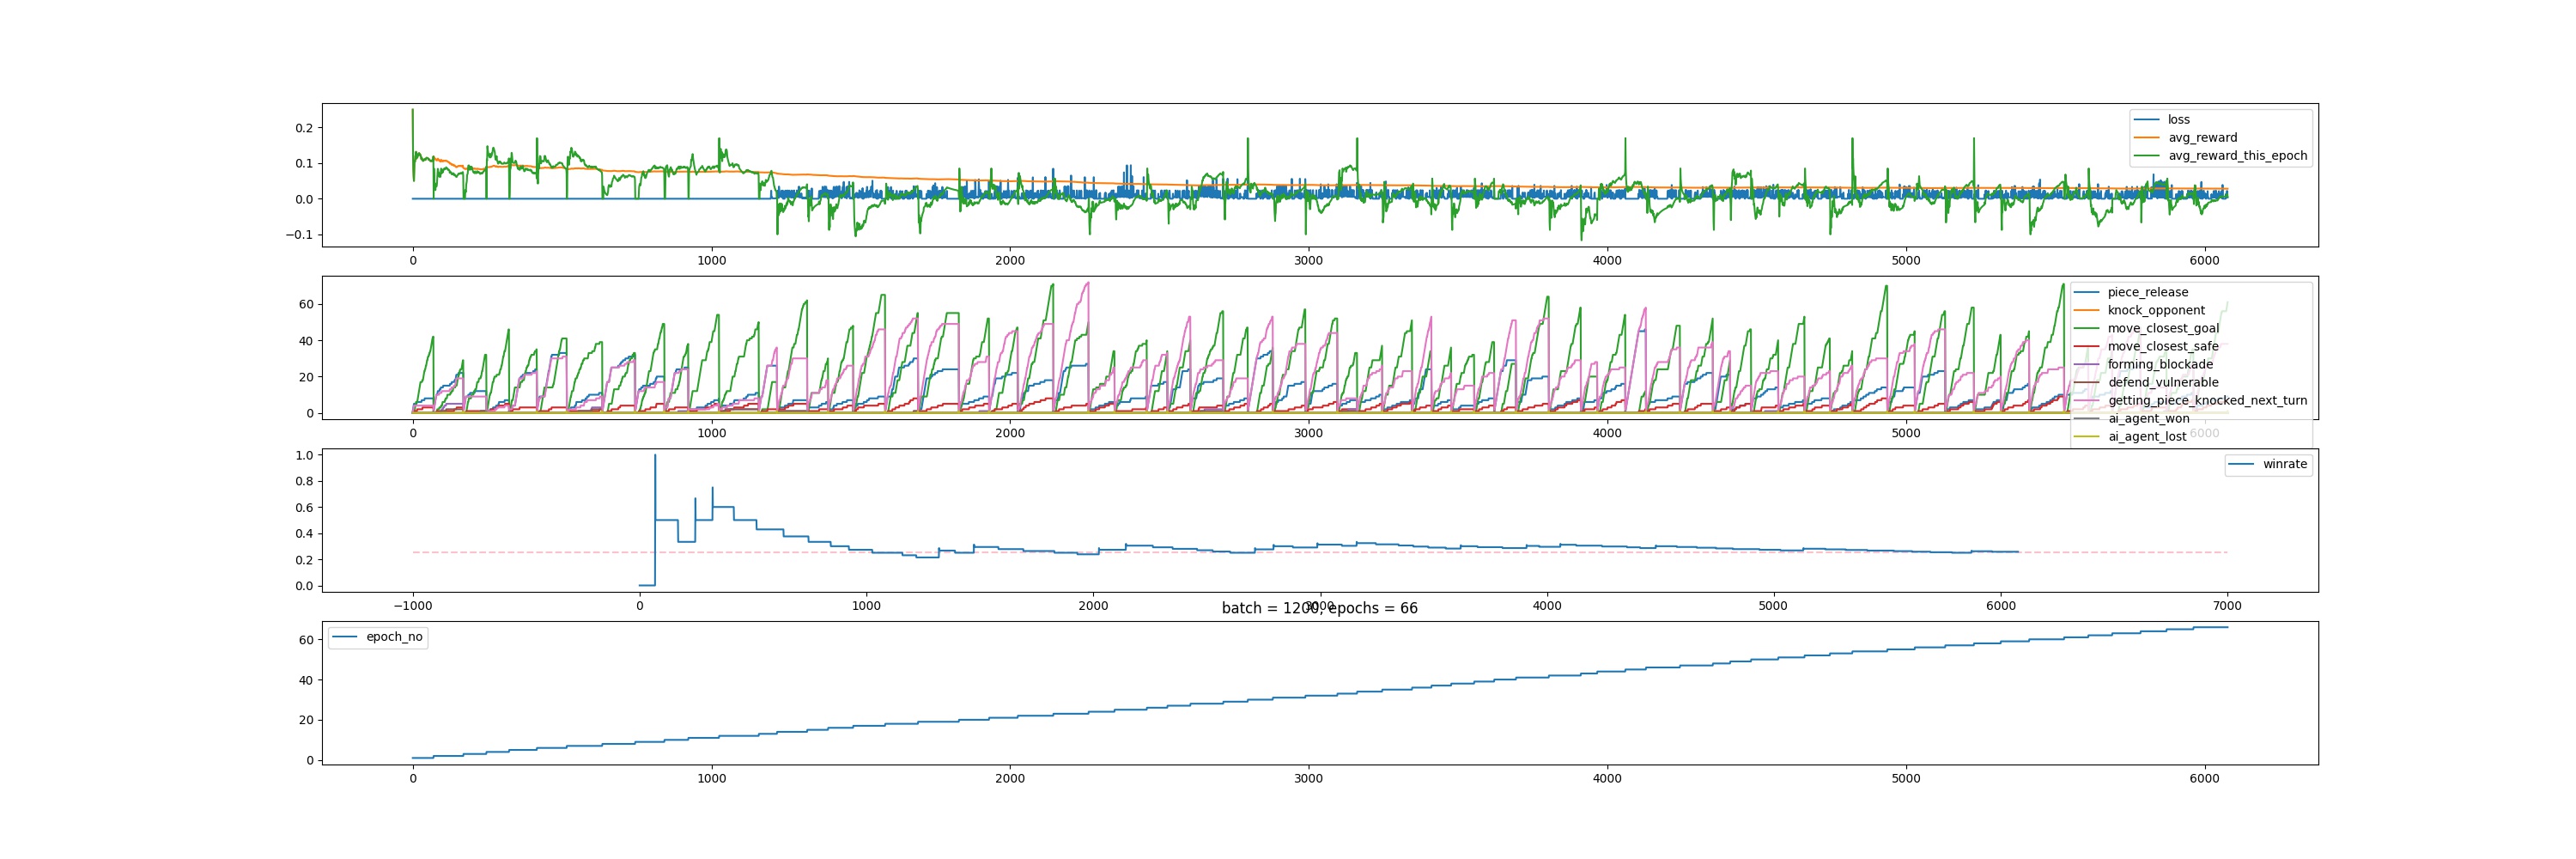 0.2
0.1
0.0
−0.1
loss
avg_reward
avg_reward_this_epoch
0 1000 2000 3000 4000 5000 6000
60
40
20
0
piece_release
knock_opponent
move_closest_goal
move_closest_safe
forming_blockade
defend_vulnerable
getting_piece_knocked_next_turn
ai_agent_won
ai_agent_lost
0 1000 2000 3000 4000 5000 6000
1.0
0.8
0.6
0.4
0.2
0.0
winrate
−1000 0 1000 2000 3000 4000 5000 6000 7000
batch = 1200, epochs = 66
60
40
20
0
epoch_no
0 1000 2000 3000 4000 5000 6000